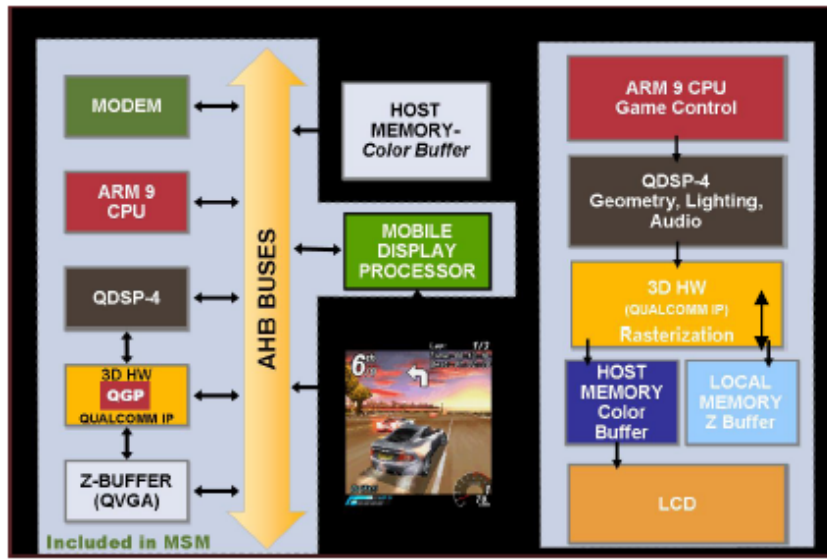 MODEM
ARM 9
CPU
QDSP-4
3D HW
QGP
QUALCOMM IP
Z-BUFFER
(QVGA)
Included in MSM
AHB BUSES
HOST
MEMORY-
Color Buffer
MOBILE
DISPLAY
PROCESSOR
6th
ARM 9 CPU
Game Control
QDSP-4
Geometry, Lighting,
Audio
3D HW
(QUALCOMM IP)
Rasterization
HOST
MEMORY
Color
Buffer
LOCAL
MEMORY
Z Buffer
LCD